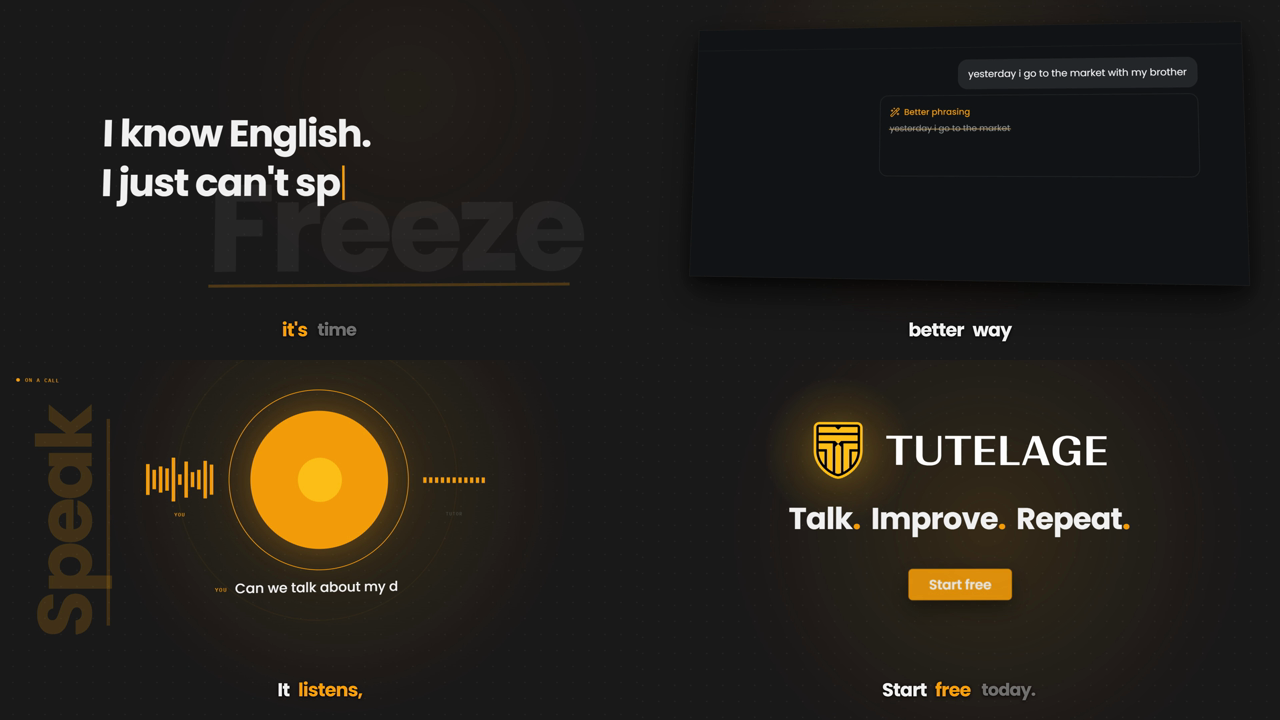 I know English.
I just can't sp
Freeze
it's time
yesterday i go to the market with my brother
Better phrasing
yesterday i go to the market
better way
ON A CALL
Speak
YOU
TUTOR
YOU Can we talk about my d
It listens,
TUTELAGE
Talk. Improve. Repeat.
Start free
Start free today.